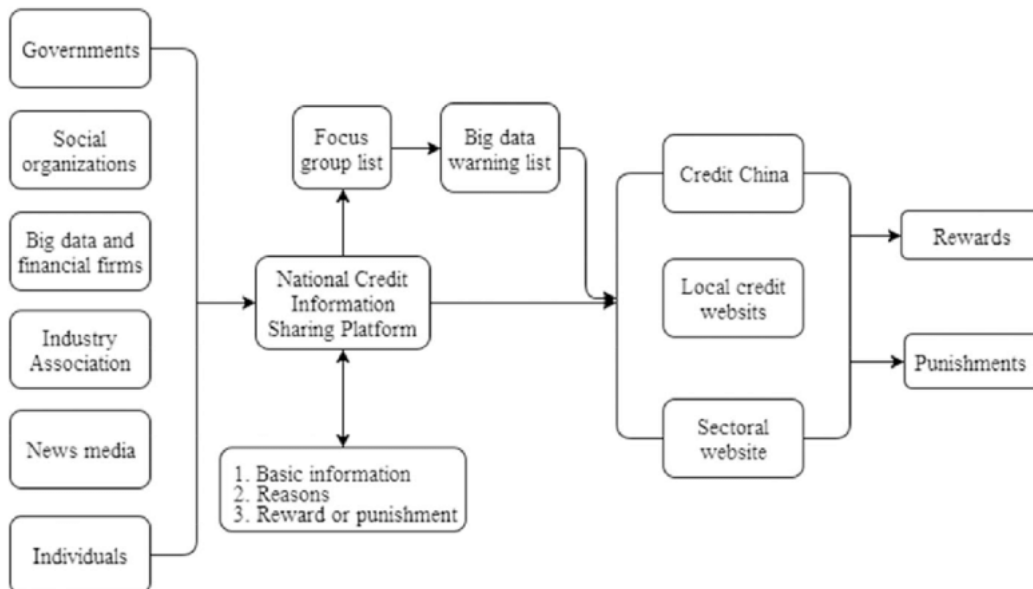 Governments
Social
organizations
Big data and
financial firms
Industry
Association
News media
Individuals
Focus
group list
Big data
warning list
National Credit
Information
Sharing Platform
1. Basic information
2. Reasons
3. Reward or punishment
Credit China
Local credit
websits
Sectoral
website
Rewards
Punishments